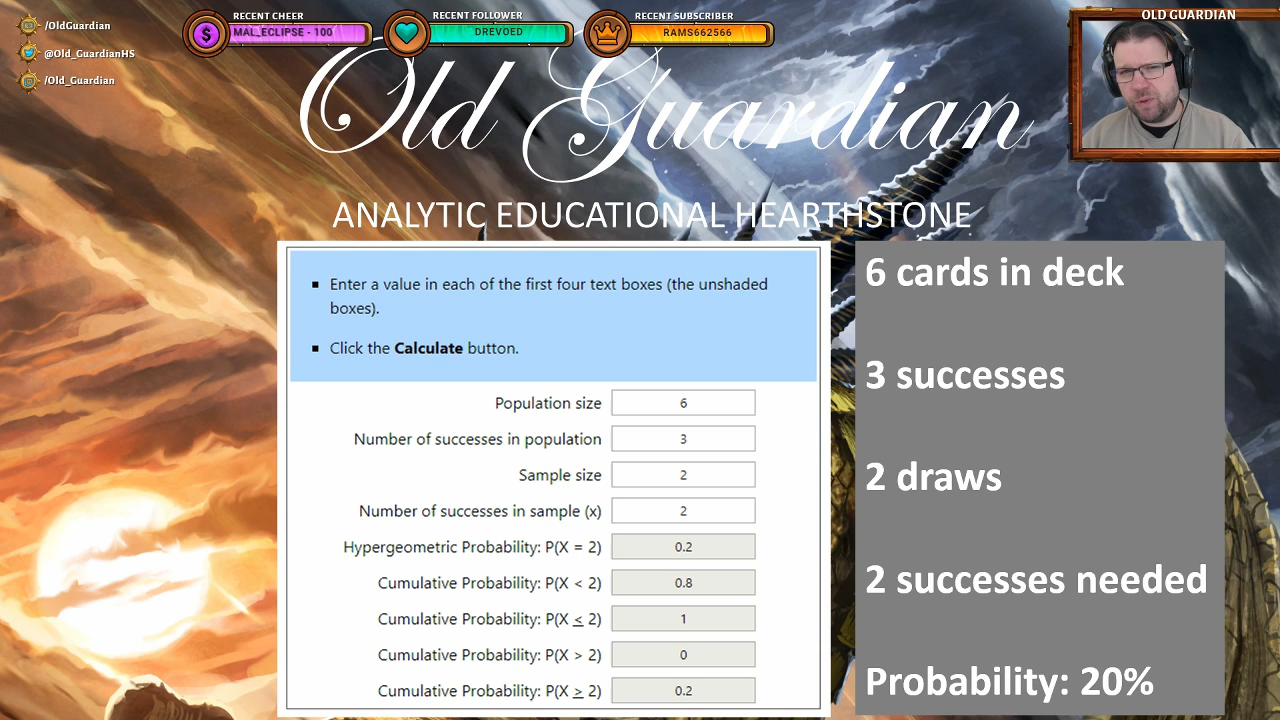 /OldGuardian
@Old_GuardianHS
/Old_Guardian
RECENT CHEER
MAL_ECLIPSE - 100
RECENT FOLLOWER
DREVOED
RECENT SUBSCRIBER
RAMS662566
OLD GUARDIAN
Old Guardian
ANALYTIC EDUCATIONAL HEARTHSTONE
▪ Enter a value in each of the first four text boxes (the unshaded
boxes).
▪ Click the Calculate button.
Population size 6
Number of successes in population 3
Sample size 2
Number of successes in sample (x) 2
Hypergeometric Probability: P(X = 2) 0.2
Cumulative Probability: P(X < 2) 0.8
Cumulative Probability: P(X ≤ 2) 1
Cumulative Probability: P(X > 2) 0
Cumulative Probability: P(X ≥ 2) 0.2
6 cards in deck
3 successes
2 draws
2 successes needed
Probability: 20%